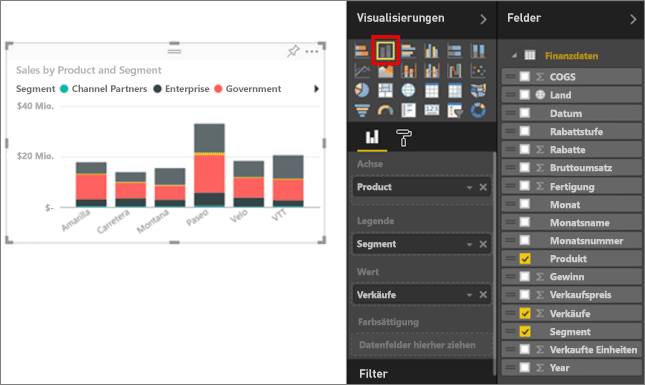 Sales by Product and Segment
Segment Channel Partners Enterprise Government
$40 Mio.
$20 Mio.
$-
Amarilla
Carretera
Montana
Paseo
Velo
VTT
Visualisierungen
Achse
Product
Legende
Segment
Wert
Verkäufe
Farbsättigung
Datenfelder hierher ziehen
Filter
Felder
Finanzdaten
COGS
Land
Datum
Rabattstufe
Rabatte
Bruttoumsatz
Fertigung
Monat
Monatsname
Monatsnummer
Produkt
Gewinn
Verkaufspreis
Verkäufe
Segment
Verkaufte Einheiten
Year